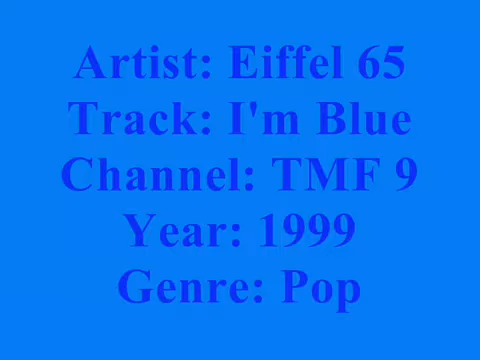 Artist: Eiffel 65
Track: I'm Blue
Channel: TMF 9
Year: 1999
Genre: Pop